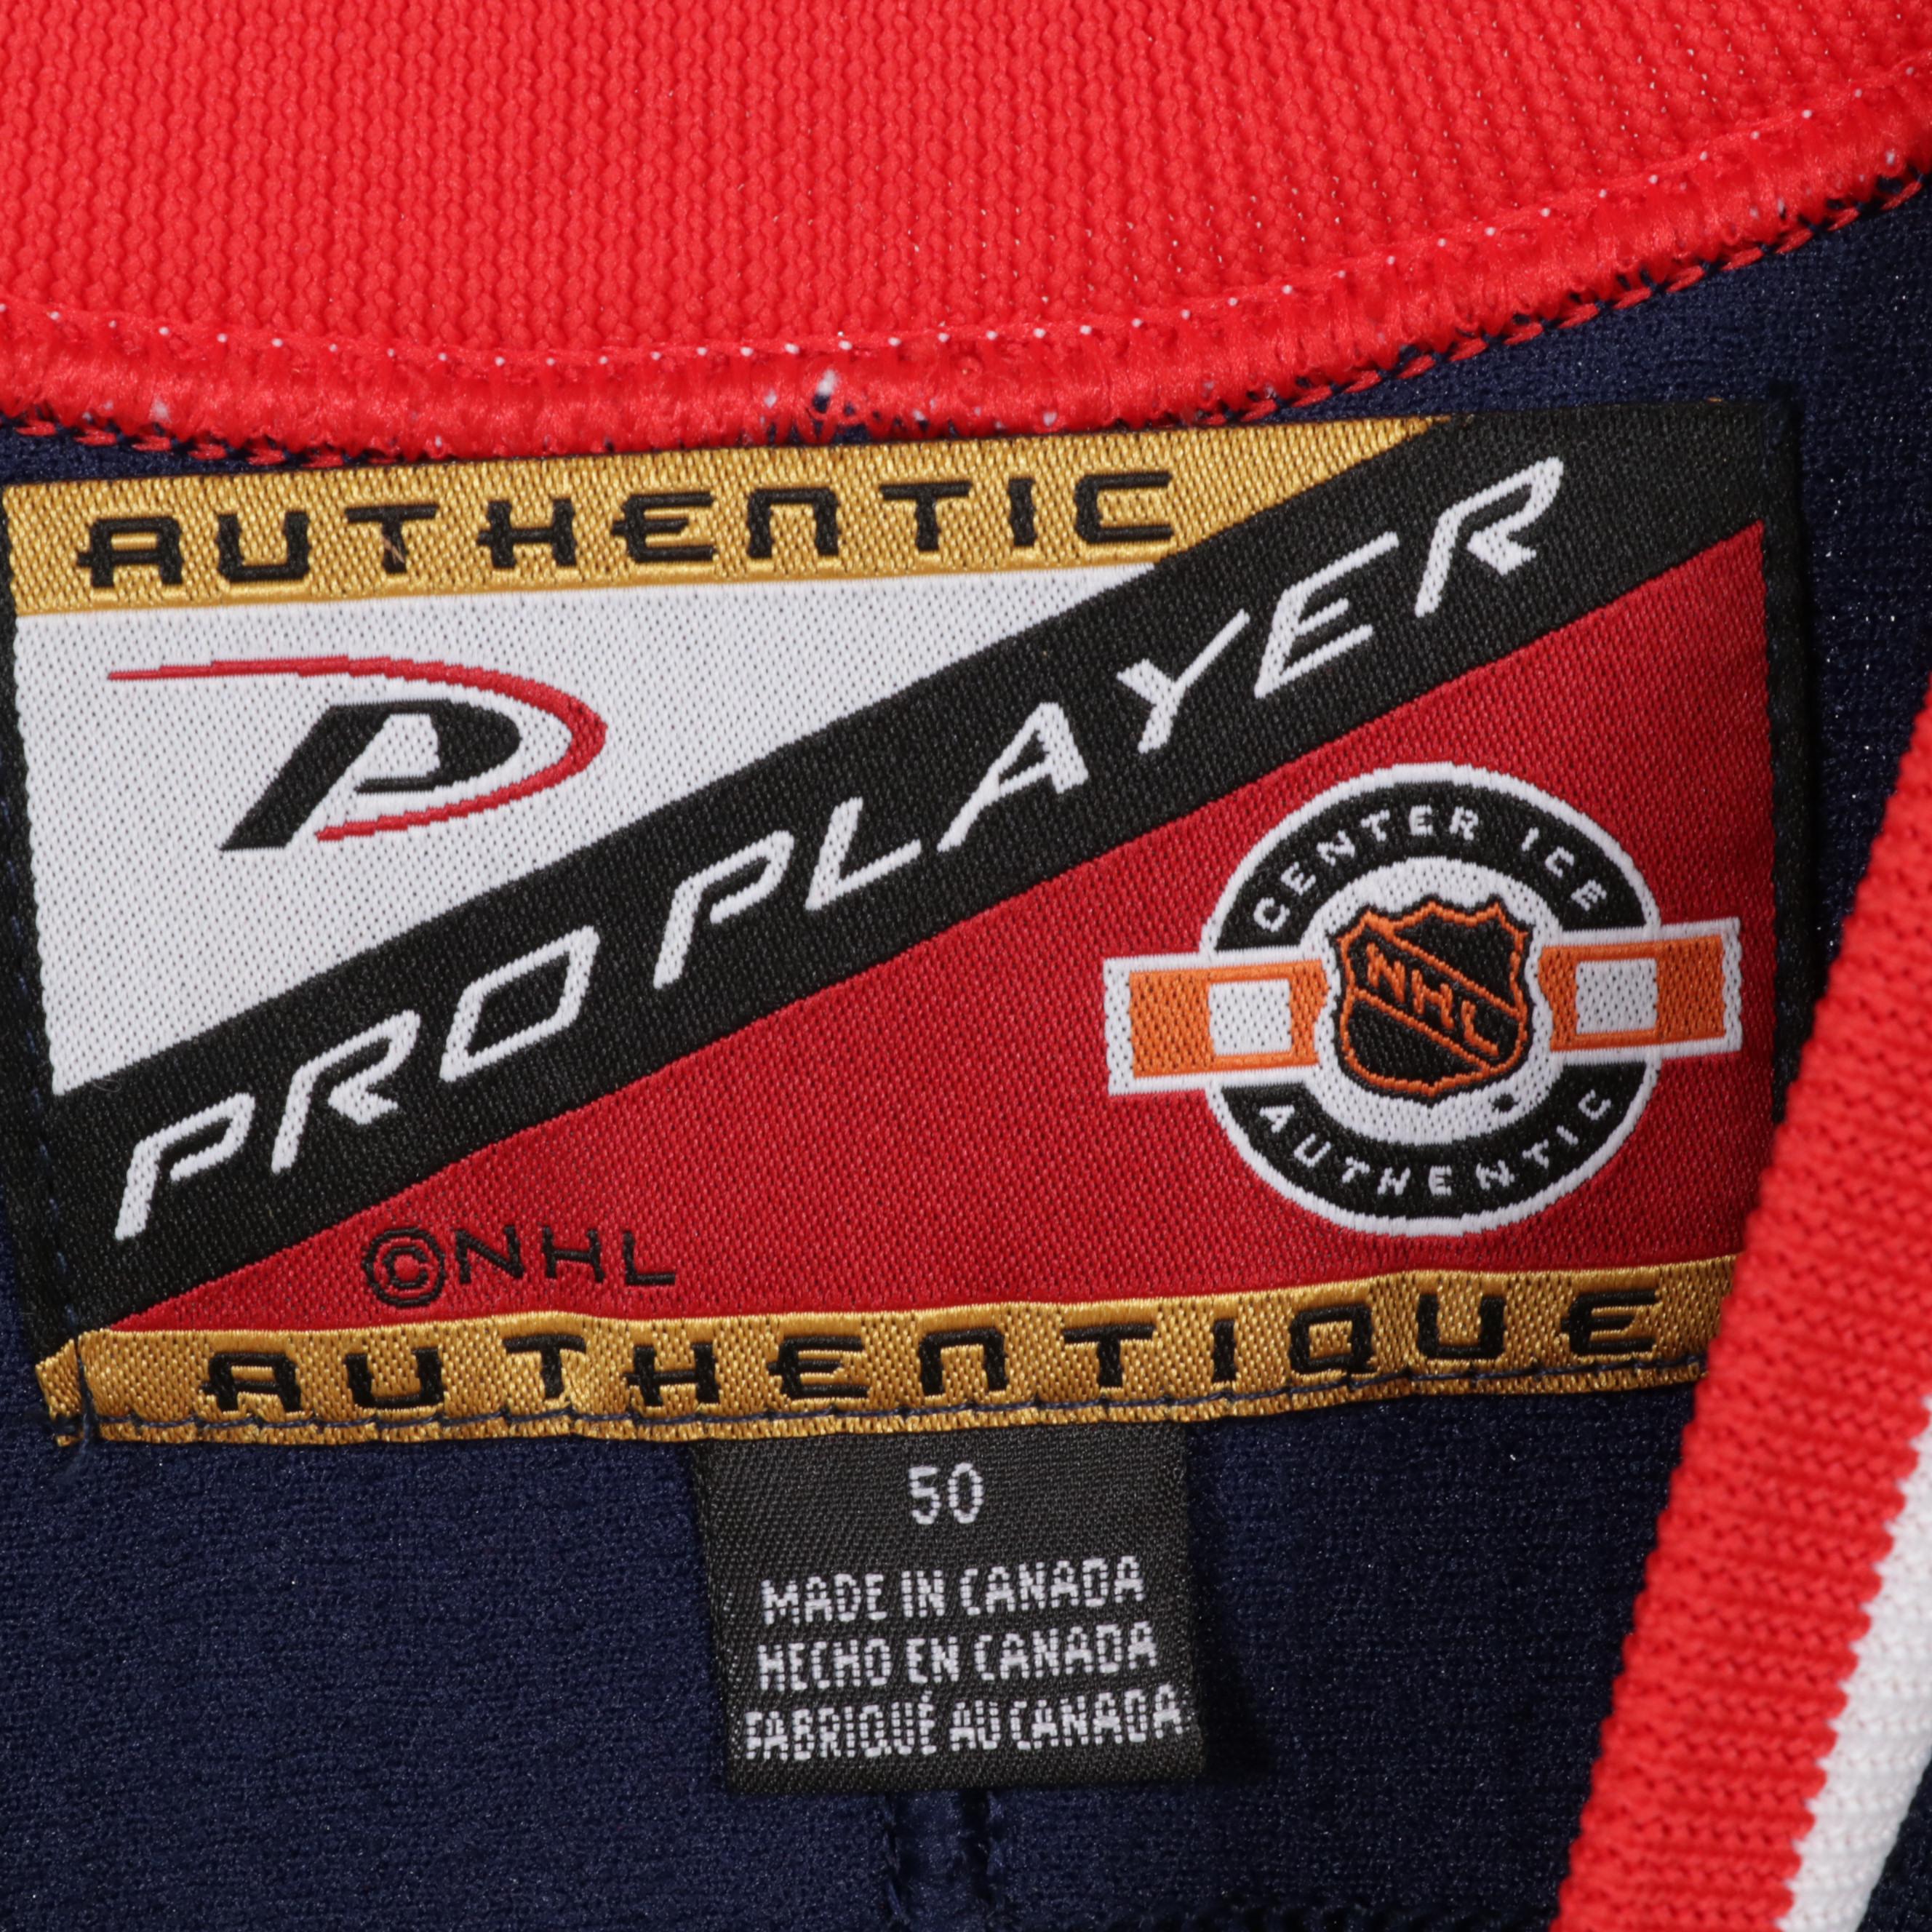 AUTHENTIC
PRO PLAYER
CENTER ICE
NHL
AUTHENTIC
©NHL
AUTHENTIQUE
50
MADE IN CANADA
HECHO EN CANADA
FABRIQUÉ AU CANADA